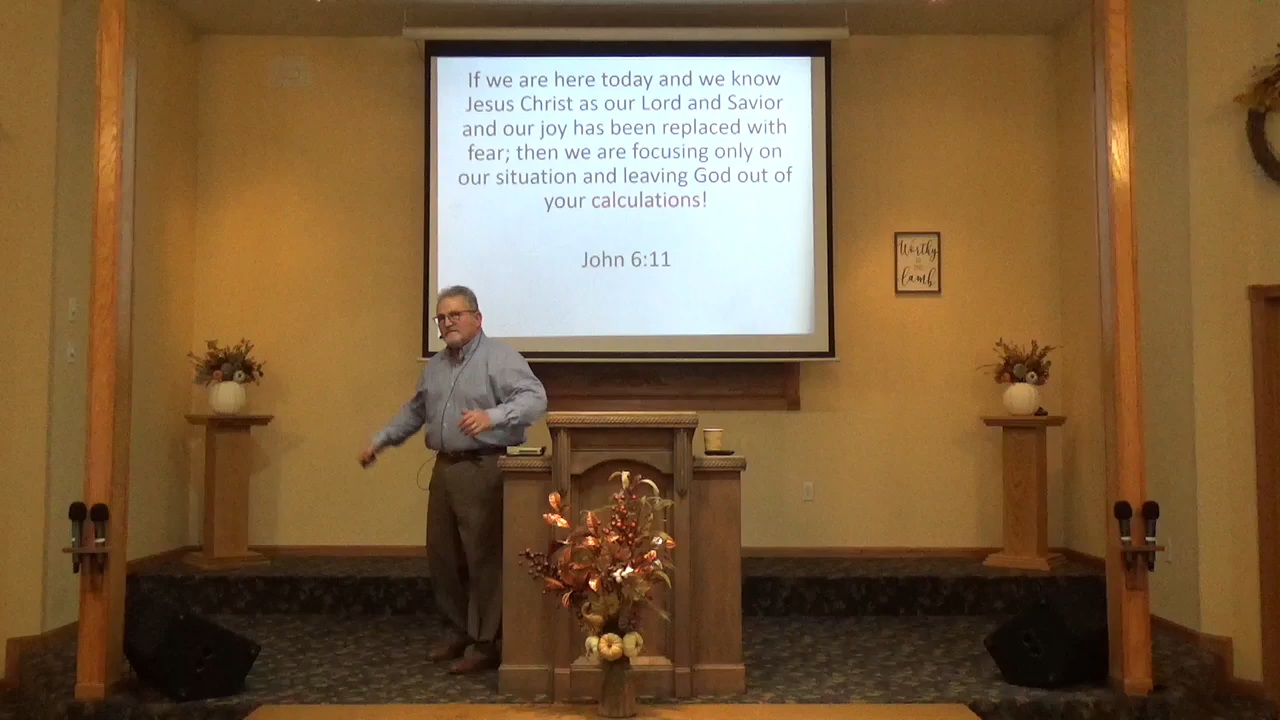 If we are here today and we know
Jesus Christ as our Lord and Savior
and our joy has been replaced with
fear; then we are focusing only on
our situation and leaving God out of
your calculations!
John 6:11
Worthy
is the
Lamb